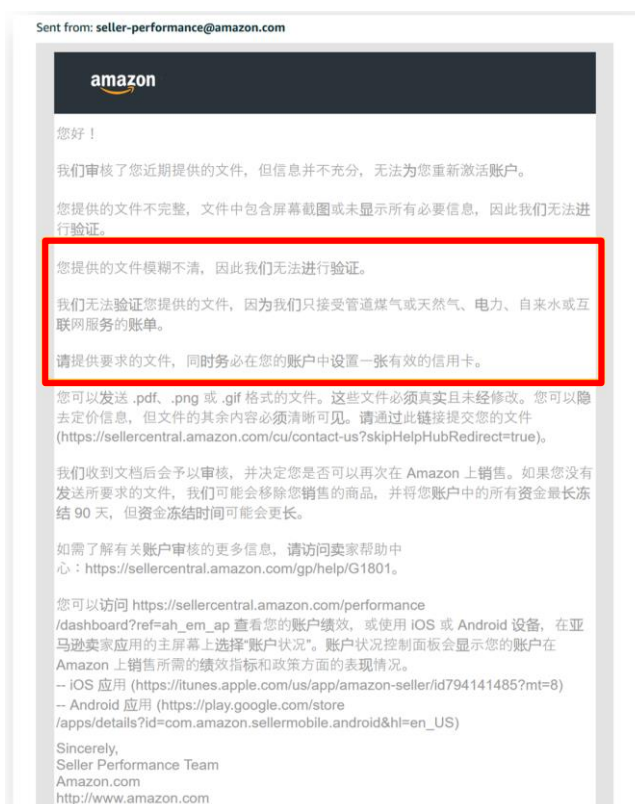 Sent from: seller-performance@amazon.com
amazon
您好！
我们审核了您近期提供的文件，但信息并不充分，无法为您重新激活账户。
您提供的文件不完整，文件中包含屏幕截图或未显示所有必要信息，因此我们无法进
行验证。
您提供的文件模糊不清，因此我们无法进行验证。
我们无法验证您提供的文件，因为我们只接受管道煤气或天然气、电力、自来水或互
联网服务的账单。
请提供要求的文件，同时务必在您的账户中设置一张有效的信用卡。
您可以发送 .pdf、.png 或 .gif 格式的文件。这些文件必须真实且未经修改。您可以隐
去定价信息，但文件的其余内容必须清晰可见。请通过此链接提交您的文件
(https://sellercentral.amazon.com/cu/contact-us?skipHelpHubRedirect=true)。
我们收到文档后会予以审核，并决定您是否可以再次在 Amazon 上销售。如果您没有
发送所要求的文件，我们可能会移除您销售的商品，并将您账户中的所有资金最长冻
结 90 天，但资金冻结时间可能会更长。
如需了解有关账户审核的更多信息，请访问卖家帮助中
心：https://sellercentral.amazon.com/gp/help/G1801。
您可以访问 https://sellercentral.amazon.com/performance
/dashboard?ref=ah_em_ap 查看您的账户绩效，或使用 iOS 或 Android 设备，在亚
马逊卖家应用的主屏幕上选择“账户状况”。账户状况控制面板会显示您的账户在
Amazon 上销售所需的绩效指标和政策方面的表现情况。
-- iOS 应用 (https://itunes.apple.com/us/app/amazon-seller/id794141485?mt=8)
-- Android 应用 (https://play.google.com/store
/apps/details?id=com.amazon.sellermobile.android&hl=en_US)
Sincerely,
Seller Performance Team
Amazon.com
http://www.amazon.com